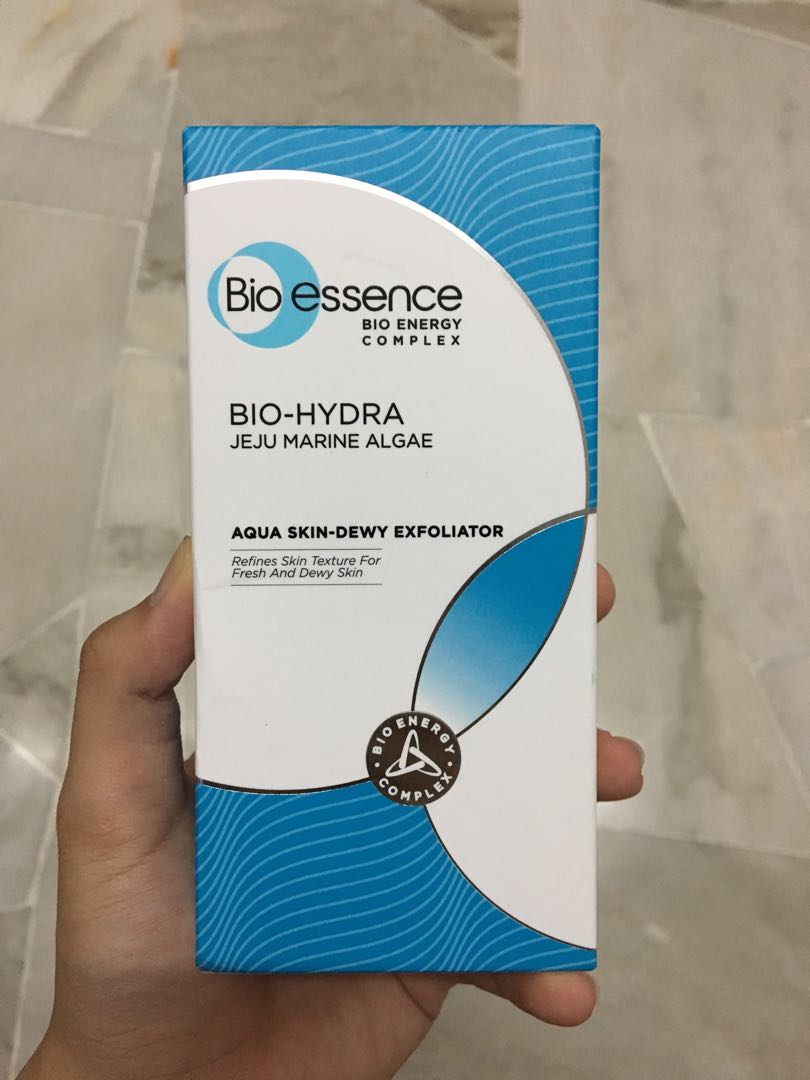 Bio essence
BIO ENERGY
COMPLEX
BIO-HYDRA
JEJU MARINE ALGAE
AQUA SKIN-DEWY EXFOLIATOR
Refines Skin Texture For
Fresh And Dewy Skin
BIO ENERGY
COMPLEX